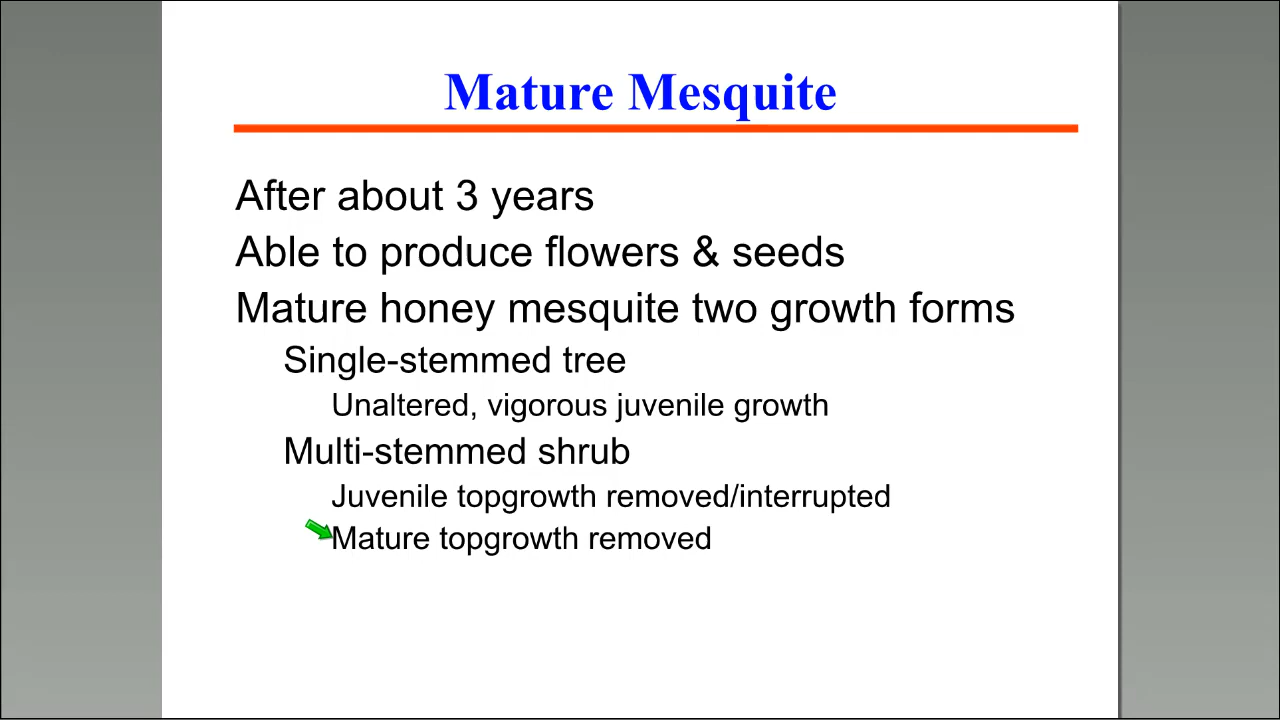 Mature Mesquite
After about 3 years
Able to produce flowers & seeds
Mature honey mesquite two growth forms
Single-stemmed tree
Unaltered, vigorous juvenile growth
Multi-stemmed shrub
Juvenile topgrowth removed/interrupted
Mature topgrowth removed